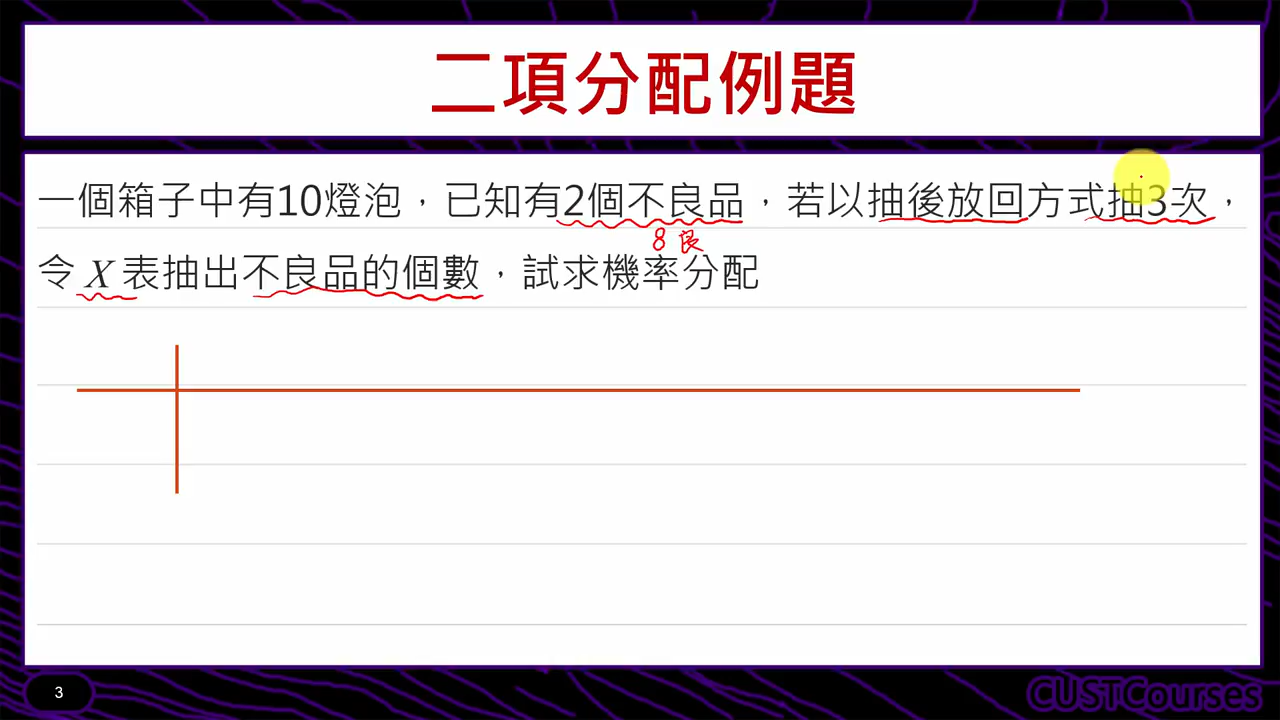 二項分配例題
一個箱子中有10燈泡，已知有2個不良品，若以抽後放回方式抽3次，
8良
令 X 表抽出不良品的個數，試求機率分配
3
CUSTCourses